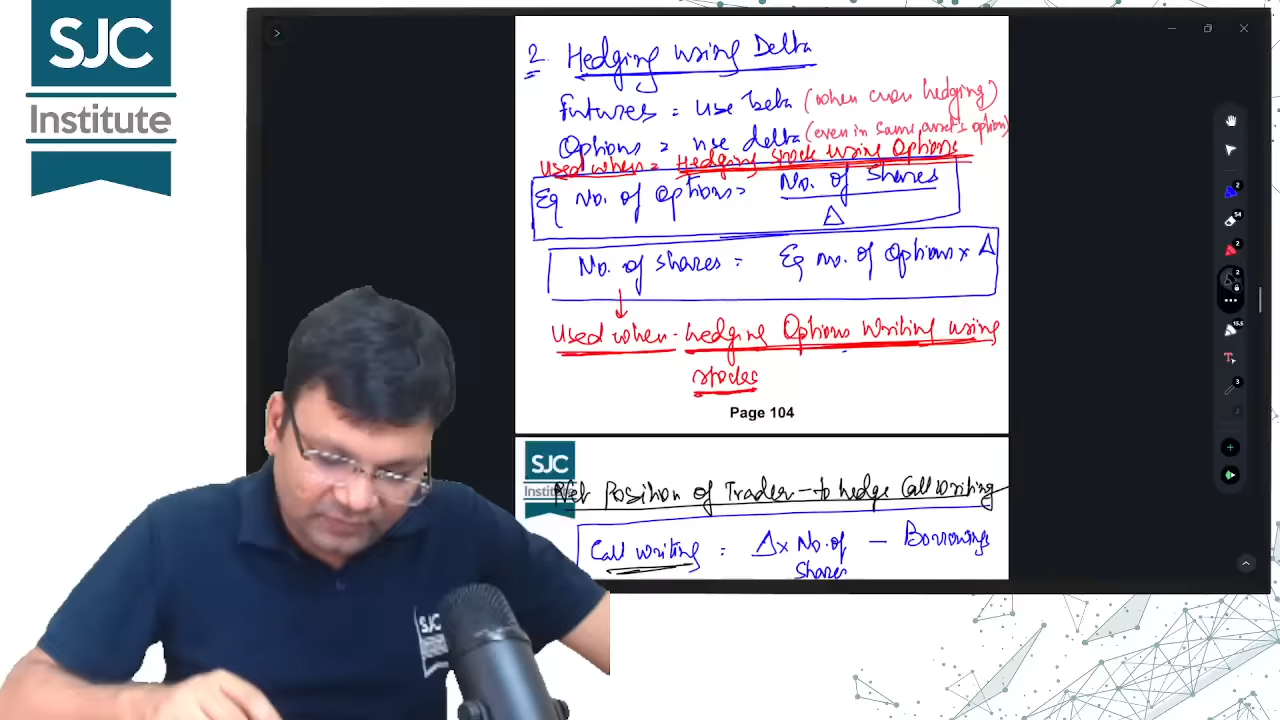 SJC
Institute
2. Hedging using Delta
Futures = use beta (when cross hedging)
Options = use delta (even in same asset's option)
Used when = Hedging stock using Options
Eq No. of options = No. of shares
Δ
No. of shares = Eq no. of options x Δ
Used when - hedging Options Writing using
stocks
Page 104
SJC
Institute
Net Position of Trader - to hedge Call Writing
Call writing = Δ x No. of - Borrowings
shares
SJC